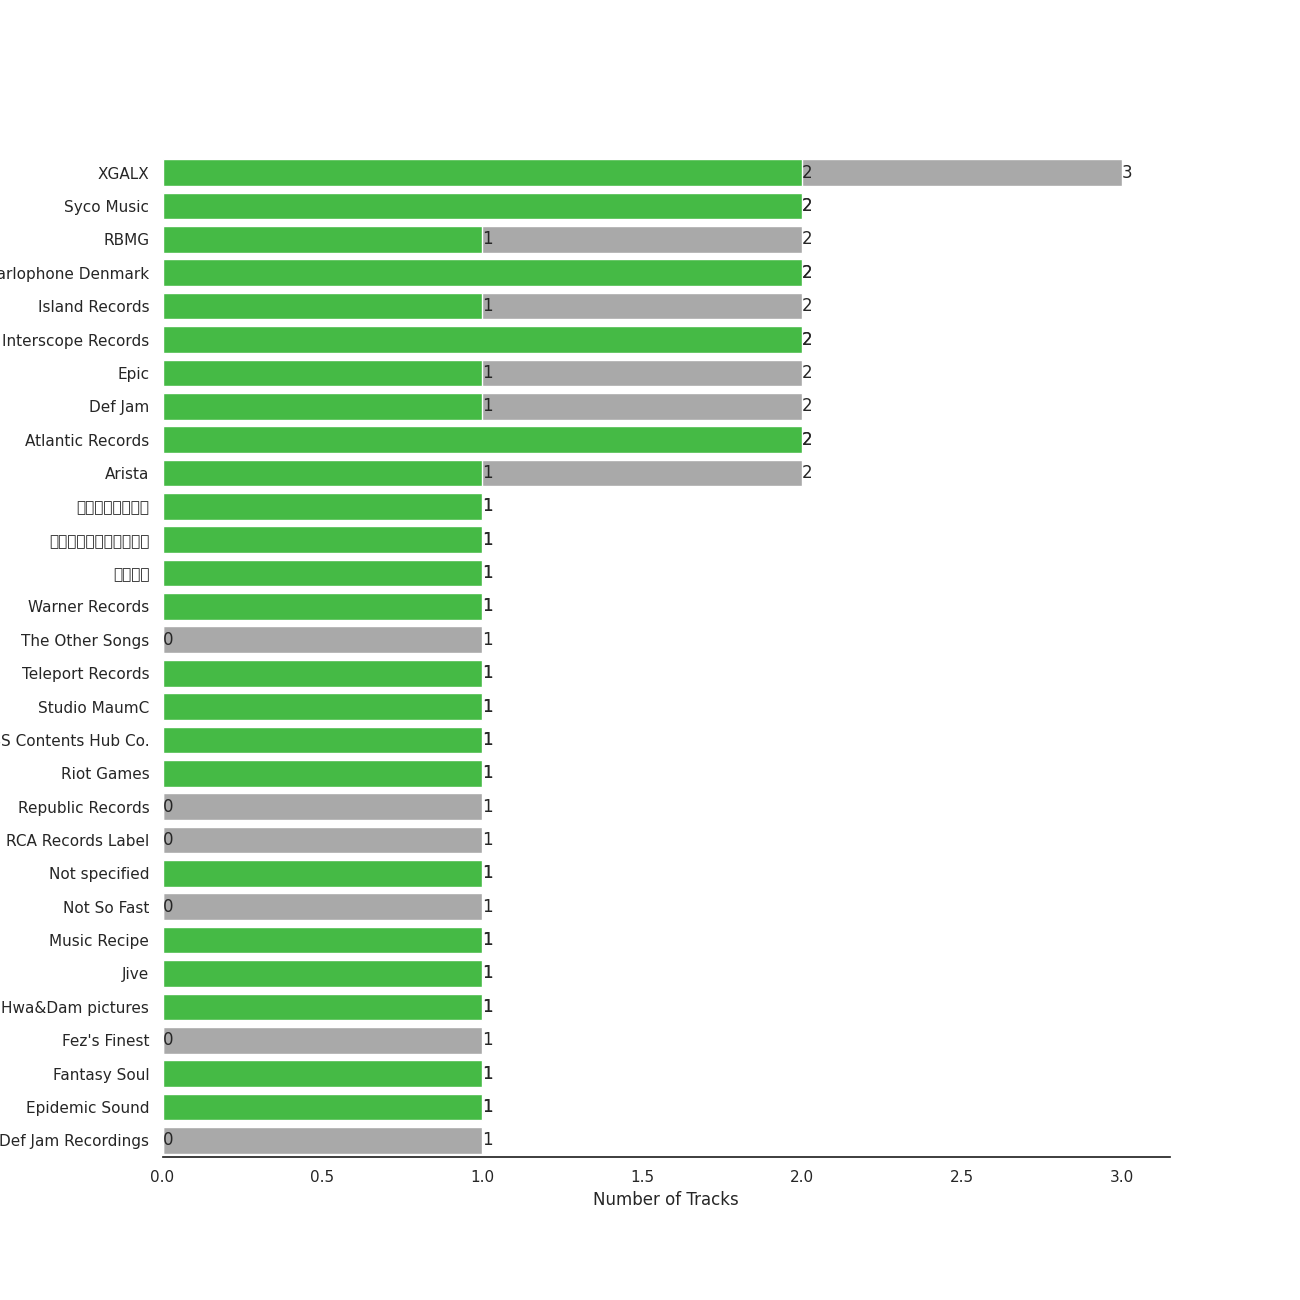 XGALX 2 3
Syco Music 2
RBMG 1 2
arlophone Denmark 2
Island Records 1 2
Interscope Records 2
Epic 1 2
Def Jam 1 2
Atlantic Records 2
Arista 1 2
1
1
1
Warner Records 1
The Other Songs 0 1
Teleport Records 1
Studio MaumC 1
S Contents Hub Co. 1
Riot Games 1
Republic Records 0 1
RCA Records Label 0 1
Not specified 1
Not So Fast 0 1
Music Recipe 1
Jive 1
Hwa&Dam pictures 1
Fez's Finest 0 1
Fantasy Soul 1
Epidemic Sound 1
Def Jam Recordings 0 1
0.0 0.5 1.0 1.5 2.0 2.5 3.0
Number of Tracks